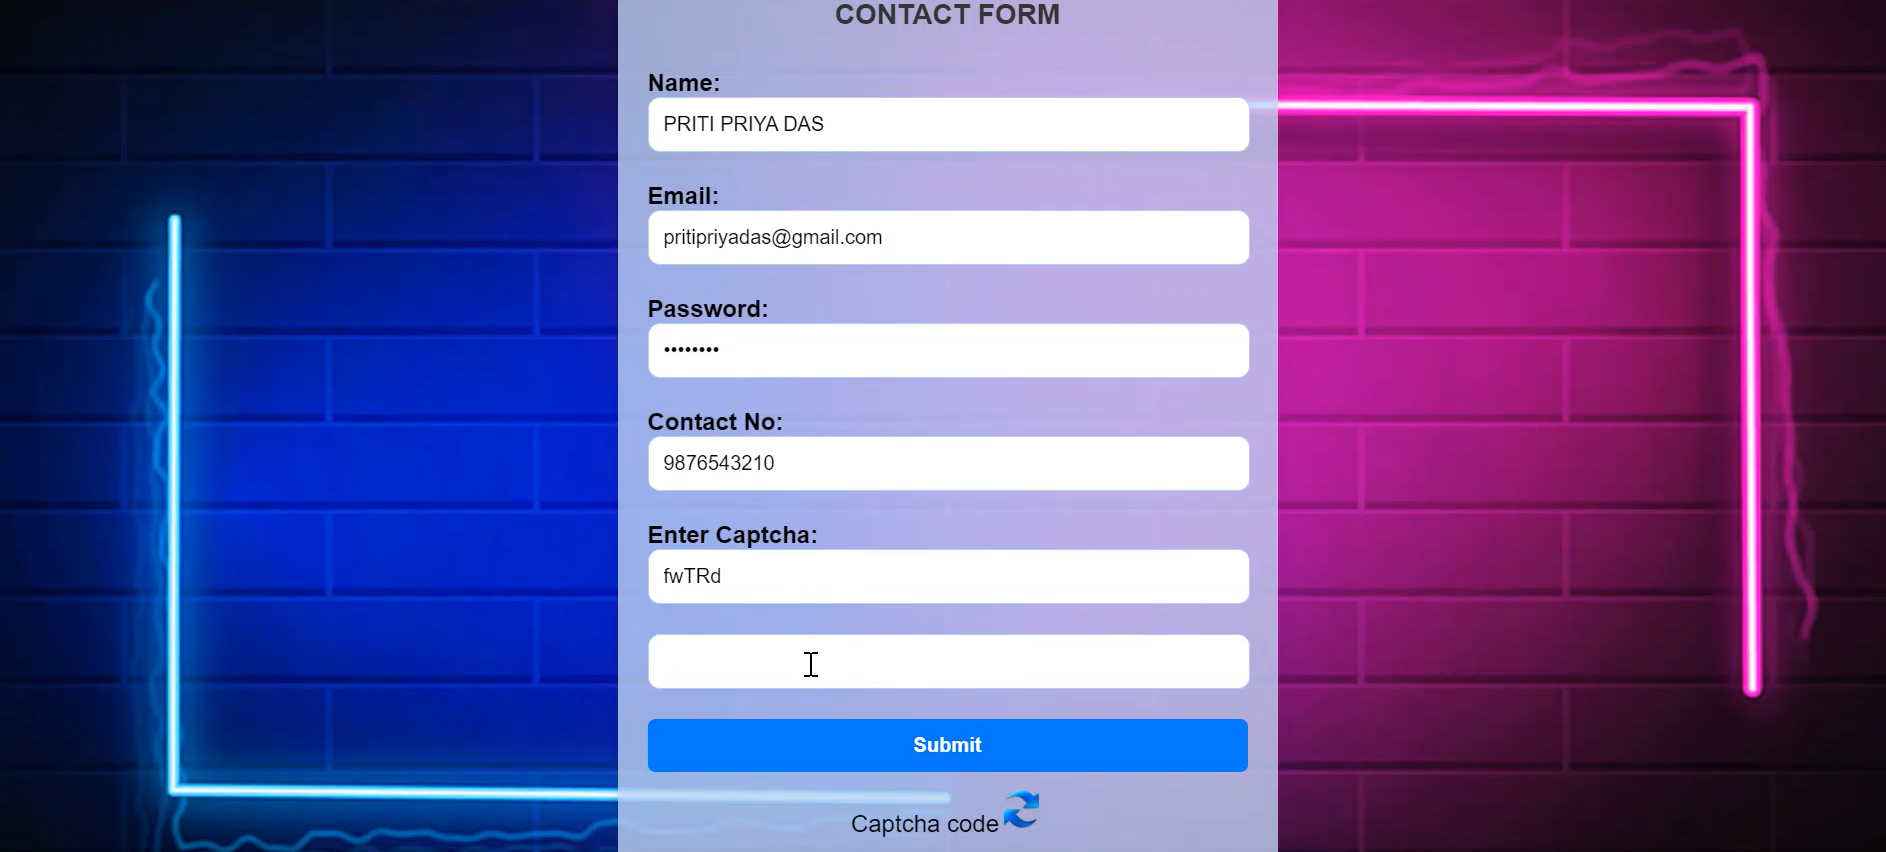 CONTACT FORM
Name:
PRITI PRIYA DAS
Email:
pritipriyadas@gmail.com
Password:
••••••••
Contact No:
9876543210
Enter Captcha:
fwTRd
Submit
Captcha code